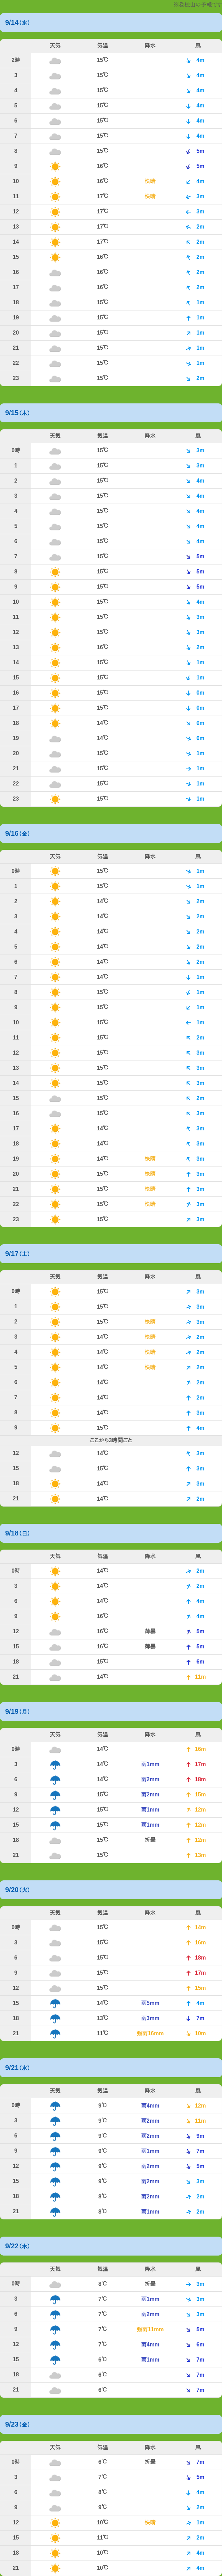 天堂棚山の予報です
9/14(水)
天気 気温 降水 風
2時 15℃ 4m
3 15℃ 4m
4 15℃ 4m
5 15℃ 4m
6 15℃ 4m
7 15℃ 4m
8 15℃ 5m
9 16℃ 5m
10 16℃ 快晴 4m
11 17℃ 快晴 3m
12 17℃ 3m
13 17℃ 2m
14 17℃ 2m
15 16℃ 2m
16 16℃ 2m
17 16℃ 2m
18 15℃ 1m
19 15℃ 1m
20 15℃ 1m
21 15℃ 1m
22 15℃ 1m
23 15℃ 2m
9/15(木)
天気 気温 降水 風
0時 15℃ 3m
1 15℃ 3m
2 15℃ 4m
3 15℃ 4m
4 15℃ 4m
5 15℃ 4m
6 15℃ 4m
7 15℃ 5m
8 15℃ 5m
9 15℃ 5m
10 15℃ 4m
11 15℃ 3m
12 15℃ 3m
13 16℃ 2m
14 15℃ 1m
15 15℃ 1m
16 15℃ 0m
17 15℃ 0m
18 14℃ 0m
19 14℃ 0m
20 15℃ 1m
21 15℃ 1m
22 15℃ 1m
23 15℃ 1m
9/16(金)
天気 気温 降水 風
0時 15℃ 1m
1 15℃ 1m
2 14℃ 2m
3 14℃ 2m
4 14℃ 2m
5 14℃ 2m
6 14℃ 2m
7 14℃ 1m
8 15℃ 1m
9 15℃ 1m
10 15℃ 1m
11 15℃ 2m
12 15℃ 3m
13 15℃ 3m
14 15℃ 3m
15 15℃ 2m
16 15℃ 3m
17 14℃ 3m
18 14℃ 3m
19 14℃ 快晴 3m
20 15℃ 快晴 3m
21 15℃ 快晴 3m
22 15℃ 快晴 3m
23 15℃ 3m
9/17(土)
天気 気温 降水 風
0時 15℃ 3m
1 15℃ 3m
2 15℃ 快晴 3m
3 14℃ 快晴 2m
4 14℃ 快晴 2m
5 14℃ 快晴 2m
6 14℃ 2m
7 14℃ 2m
8 14℃ 3m
9 15℃ 4m
ここから3時間ごと
12 14℃ 3m
15 15℃ 3m
18 14℃ 3m
21 14℃ 2m
9/18(日)
天気 気温 降水 風
0時 14℃ 2m
3 14℃ 2m
6 14℃ 4m
9 16℃ 4m
12 16℃ 薄曇 5m
15 16℃ 薄曇 5m
18 15℃ 6m
21 14℃ 11m
9/19(月)
天気 気温 降水 風
0時 14℃ 16m
3 14℃ 雨1mm 17m
6 14℃ 雨2mm 18m
9 15℃ 雨2mm 15m
12 15℃ 雨1mm 12m
15 15℃ 雨1mm 12m
18 15℃ 折曇 12m
21 15℃ 13m
9/20(火)
天気 気温 降水 風
0時 15℃ 14m
3 15℃ 16m
6 15℃ 18m
9 15℃ 17m
12 15℃ 15m
15 14℃ 雨5mm 4m
18 13℃ 雨3mm 7m
21 11℃ 強雨16mm 10m
9/21(水)
天気 気温 降水 風
0時 9℃ 雨4mm 12m
3 9℃ 雨2mm 11m
6 9℃ 雨2mm 9m
9 9℃ 雨1mm 7m
12 9℃ 雨2mm 5m
15 9℃ 雨2mm 3m
18 8℃ 雨2mm 2m
21 8℃ 雨1mm 2m
9/22(木)
天気 気温 降水 風
0時 8℃ 折曇 3m
3 7℃ 雨1mm 3m
6 7℃ 雨2mm 3m
9 7℃ 強雨11mm 5m
12 7℃ 雨4mm 6m
15 6℃ 雨1mm 7m
18 6℃ 7m
21 6℃ 7m
9/23(金)
天気 気温 降水 風
0時 6℃ 折曇 7m
3 7℃ 5m
6 8℃ 4m
9 9℃ 2m
12 10℃ 快晴 1m
15 11℃ 2m
18 10℃ 4m
21 10℃ 4m